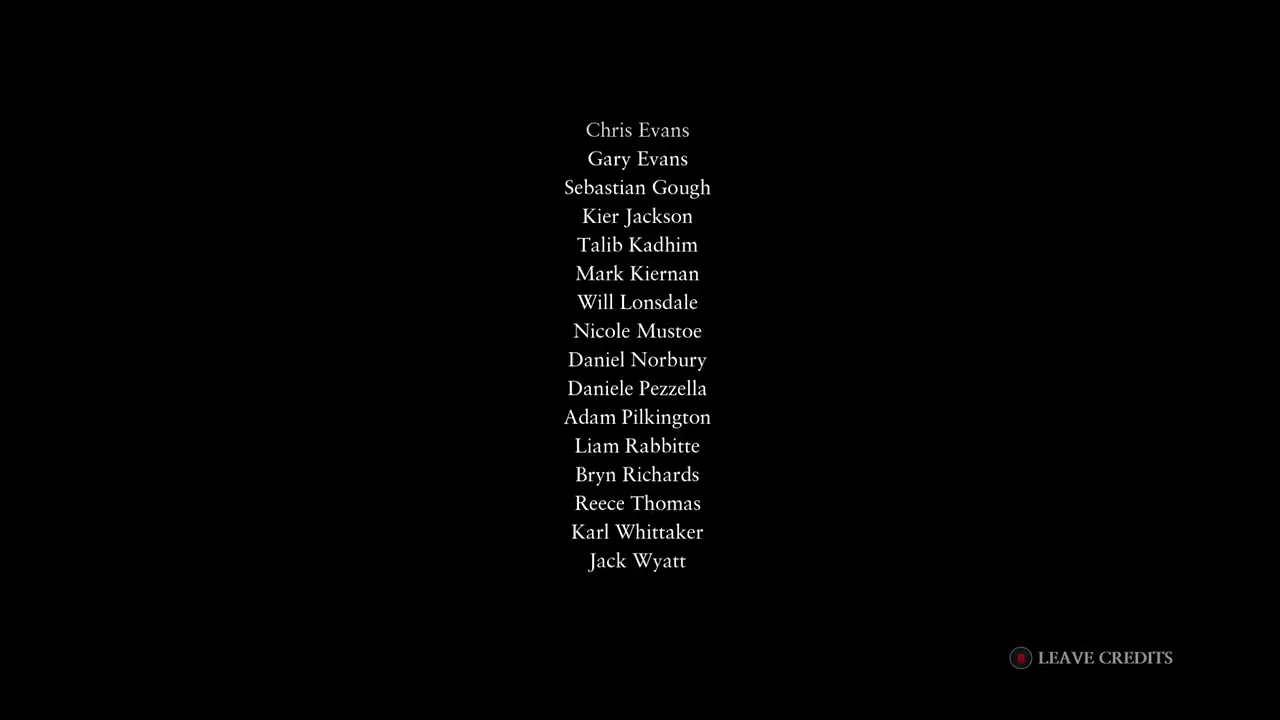 Chris Evans
Gary Evans
Sebastian Gough
Kier Jackson
Talib Kadhim
Mark Kiernan
Will Lonsdale
Nicole Mustoe
Daniel Norbury
Daniele Pezzella
Adam Pilkington
Liam Rabbitte
Bryn Richards
Reece Thomas
Karl Whittaker
Jack Wyatt
LEAVE CREDITS